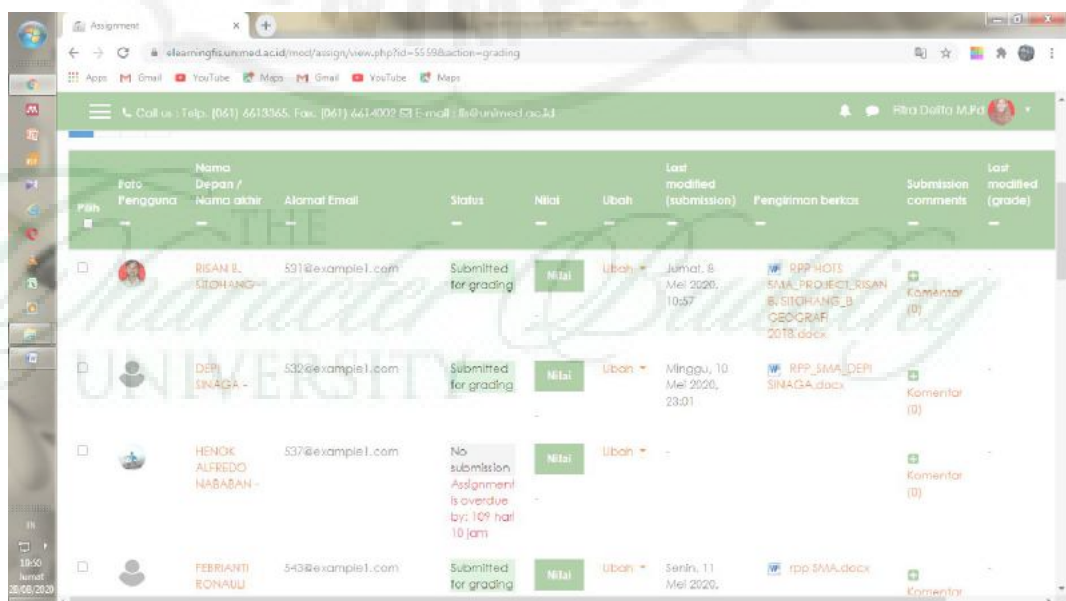 Assignment
elearningfis.unimed.ac.id/mod/assign/view.php?id=5559&action=grading
Apps Gmail YouTube Maps Gmail YouTube Maps
Call us : Telp. (061) 6613365. Fax. (061) 6614002 E-mail : fis@unimed.ac.id
Fitra Delita M.Pd
Pilih
Foto
Pengguna
Nama
Depan /
Nama akhir
Alamat Email
Status
Nilai
Ubah
Last
modified
(submission)
Pengiriman berkas
Submission
comments
Last
modified
(grade)
THE
Character Building
UNIVERSITY
RISAN B.
SITOHANG -
531@example1.com
Submitted
for grading
Nilai
Ubah
Jumat, 8
Mei 2020,
10:57
RPP HOTS
SMA_PROJECT_RISAN
B. SITOHANG_B
GEOGRAFI
2018.docx
Komentar
(0)
DEPI
SINAGA -
532@example1.com
Submitted
for grading
Nilai
Ubah
Minggu, 10
Mei 2020,
23:01
RPP_SMA_DEPI
SINAGA.docx
Komentar
(0)
HENOK
ALFREDO
NABABAN -
537@example1.com
No
submission
Assignment
is overdue
by: 109 hari
10 jam
Nilai
Ubah
-
Komentar
(0)
FEBRIANTI
RONAULI
543@example1.com
Submitted
for grading
Nilai
Ubah
Senin, 11
Mei 2020,
rpp SMA.docx
Komentar
IN
10:50
Jumat
28/08/2020